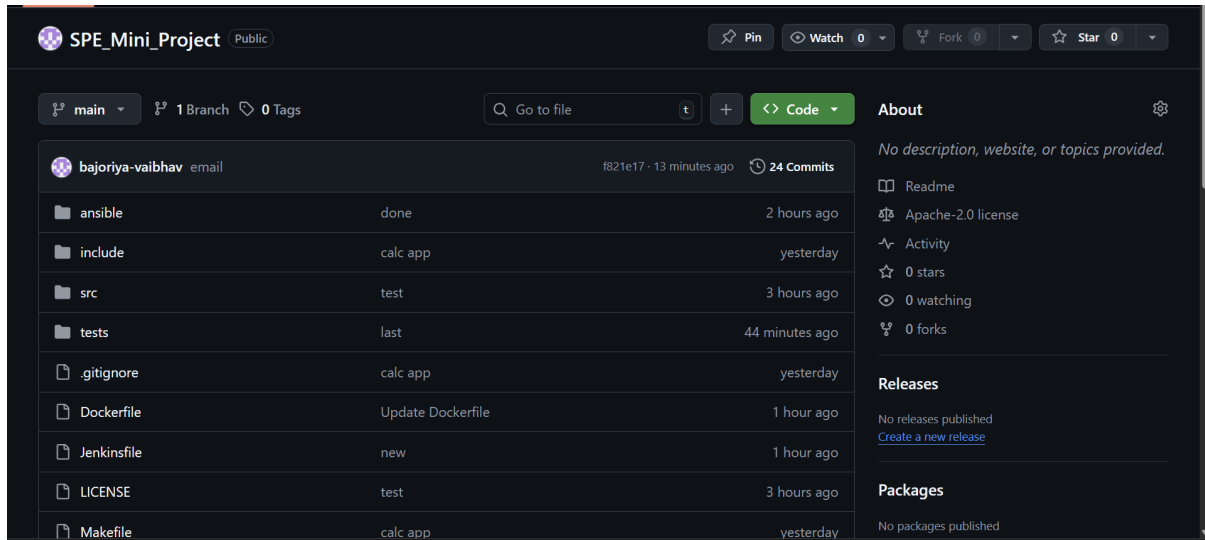 SPE_Mini_Project Public Pin Watch 0 Fork 0 Star 0
main 1 Branch 0 Tags Go to file t Code
bajoriya-vaibhav email f821e17 · 13 minutes ago 24 Commits
ansible done 2 hours ago
include calc app yesterday
src test 3 hours ago
tests last 44 minutes ago
.gitignore calc app yesterday
Dockerfile Update Dockerfile 1 hour ago
Jenkinsfile new 1 hour ago
LICENSE test 3 hours ago
Makefile calc app yesterday
About
No description, website, or topics provided.
Readme
Apache-2.0 license
Activity
0 stars
0 watching
0 forks
Releases
No releases published
Create a new release
Packages
No packages published